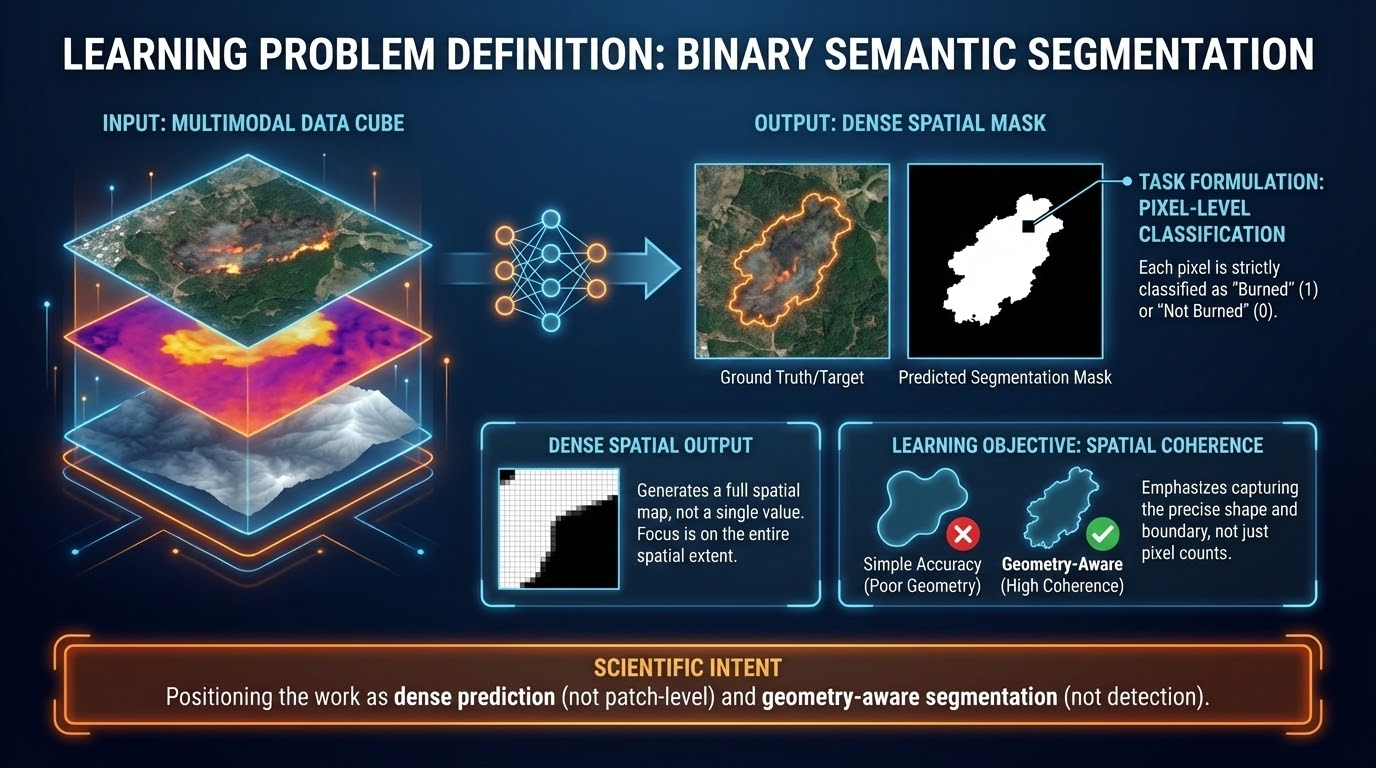 LEARNING PROBLEM DEFINITION: BINARY SEMANTIC SEGMENTATION
INPUT: MULTIMODAL DATA CUBE
OUTPUT: DENSE SPATIAL MASK
Ground Truth/Target
Predicted Segmentation Mask
TASK FORMULATION:
PIXEL-LEVEL
CLASSIFICATION
Each pixel is strictly
classified as "Burned" (1)
or "Not Burned" (0).
DENSE SPATIAL OUTPUT
Generates a full spatial
map, not a single value.
Focus is on the entire
spatial extent.
LEARNING OBJECTIVE: SPATIAL COHERENCE
Simple Accuracy
(Poor Geometry)
Geometry-Aware
(High Coherence)
Emphasizes capturing
the precise shape and
boundary, not just
pixel counts.
SCIENTIFIC INTENT
Positioning the work as dense prediction (not patch-level) and geometry-aware segmentation (not detection).